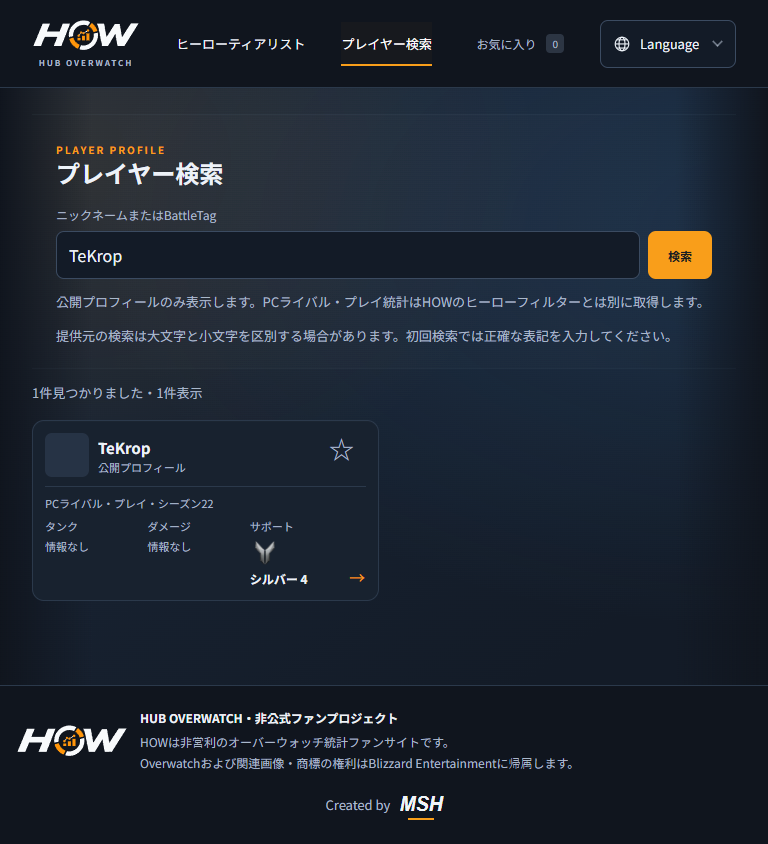 HOW
HUB OVERWATCH
ヒーローティアリスト
プレイヤー検索
お気に入り 0
Language
PLAYER PROFILE
プレイヤー検索
ニックネームまたはBattleTag
TeKrop
検索
公開プロフィールのみ表示します。PCライバル・プレイ統計はHOWのヒーローフィルターとは別に取得します。
提供元の検索は大文字と小文字を区別する場合があります。初回検索では正確な表記を入力してください。
1件見つかりました・1件表示
TeKrop
公開プロフィール
PCライバル・プレイ・シーズン22
タンク
情報なし
ダメージ
情報なし
サポート
シルバー 4 →
HOW
HUB OVERWATCH・非公式ファンプロジェクト
HOWは非営利のオーバーウォッチ統計ファンサイトです。
Overwatchおよび関連画像・商標の権利はBlizzard Entertainmentに帰属します。
Created by MSH